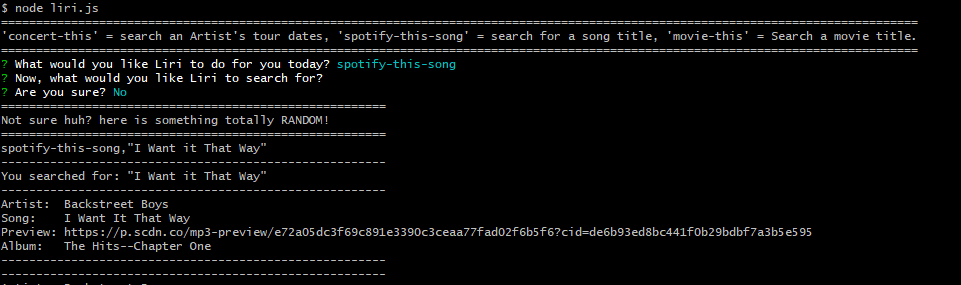 $ node liri.js
===================================================================================================================================
'concert-this' = search an Artist's tour dates, 'spotify-this-song' = search for a song title, 'movie-this' = Search a movie title.
===================================================================================================================================
? What would you like Liri to do for you today? spotify-this-song
? Now, what would you like Liri to search for?
? Are you sure? No
=======================================================
Not sure huh? here is something totally RANDOM!
=======================================================
spotify-this-song,"I Want it That Way"
-------------------------------------------------------
You searched for: "I Want it That Way"
-------------------------------------------------------
Artist:  Backstreet Boys
Song:    I Want It That Way
Preview: https://p.scdn.co/mp3-preview/e72a05dc3f69c891e3390c3ceaa77fad02f6b5f6?cid=de6b93ed8bc441f0b29bdbf7a3b5e595
Album:   The Hits--Chapter One
-------------------------------------------------------
-------------------------------------------------------